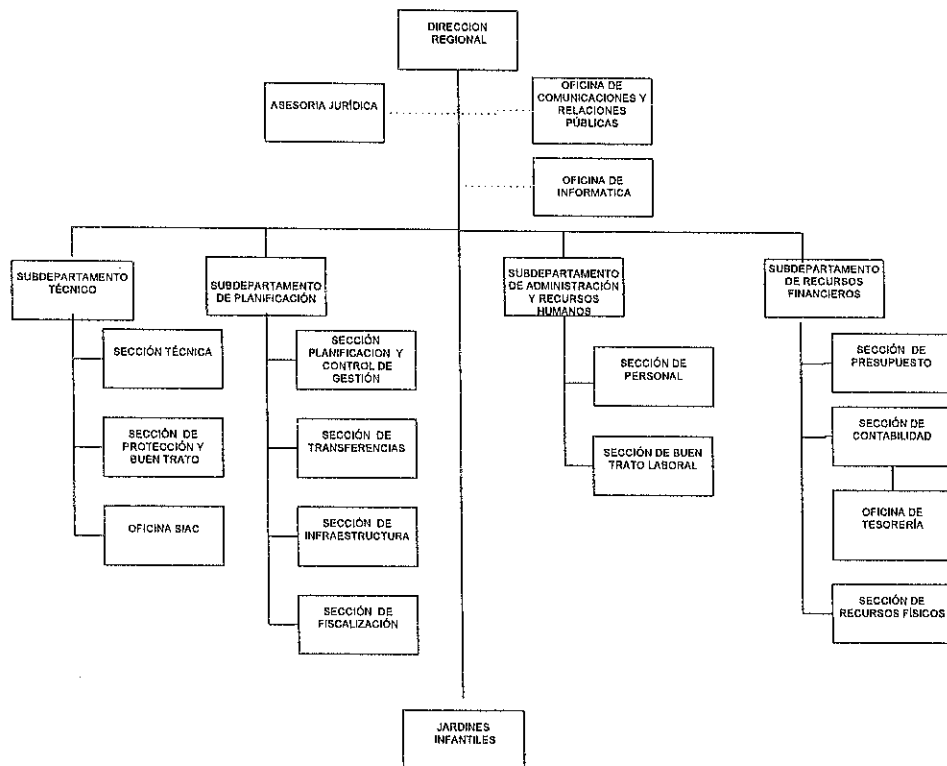 DIRECCION
REGIONAL
ASESORIA JURÍDICA
OFICINA DE
COMUNICACIONES Y
RELACIONES
PÚBLICAS
OFICINA DE
INFORMATICA
SUBDEPARTAMENTO
TÉCNICO
SUBDEPARTAMENTO
DE PLANIFICACIÓN
SUBDEPARTAMENTO
DE ADMINISTRACIÓN
Y RECURSOS
HUMANOS
SUBDEPARTAMENTO
DE RECURSOS
FINANCIEROS
SECCIÓN TÉCNICA
SECCIÓN DE
PROTECCIÓN Y
BUEN TRATO
OFICINA SIAC
SECCIÓN
PLANIFICACION Y
CONTROL DE
GESTIÓN
SECCIÓN DE
TRANSFERENCIAS
SECCIÓN DE
INFRAESTRUCTURA
SECCIÓN DE
FISCALIZACIÓN
SECCIÓN DE
PERSONAL
SECCIÓN DE BUEN
TRATO LABORAL
SECCIÓN DE
PRESUPUESTO
SECCIÓN DE
CONTABILIDAD
OFICINA DE
TESORERÍA
SECCIÓN DE
RECURSOS FÍSICOS
JARDINES
INFANTILES